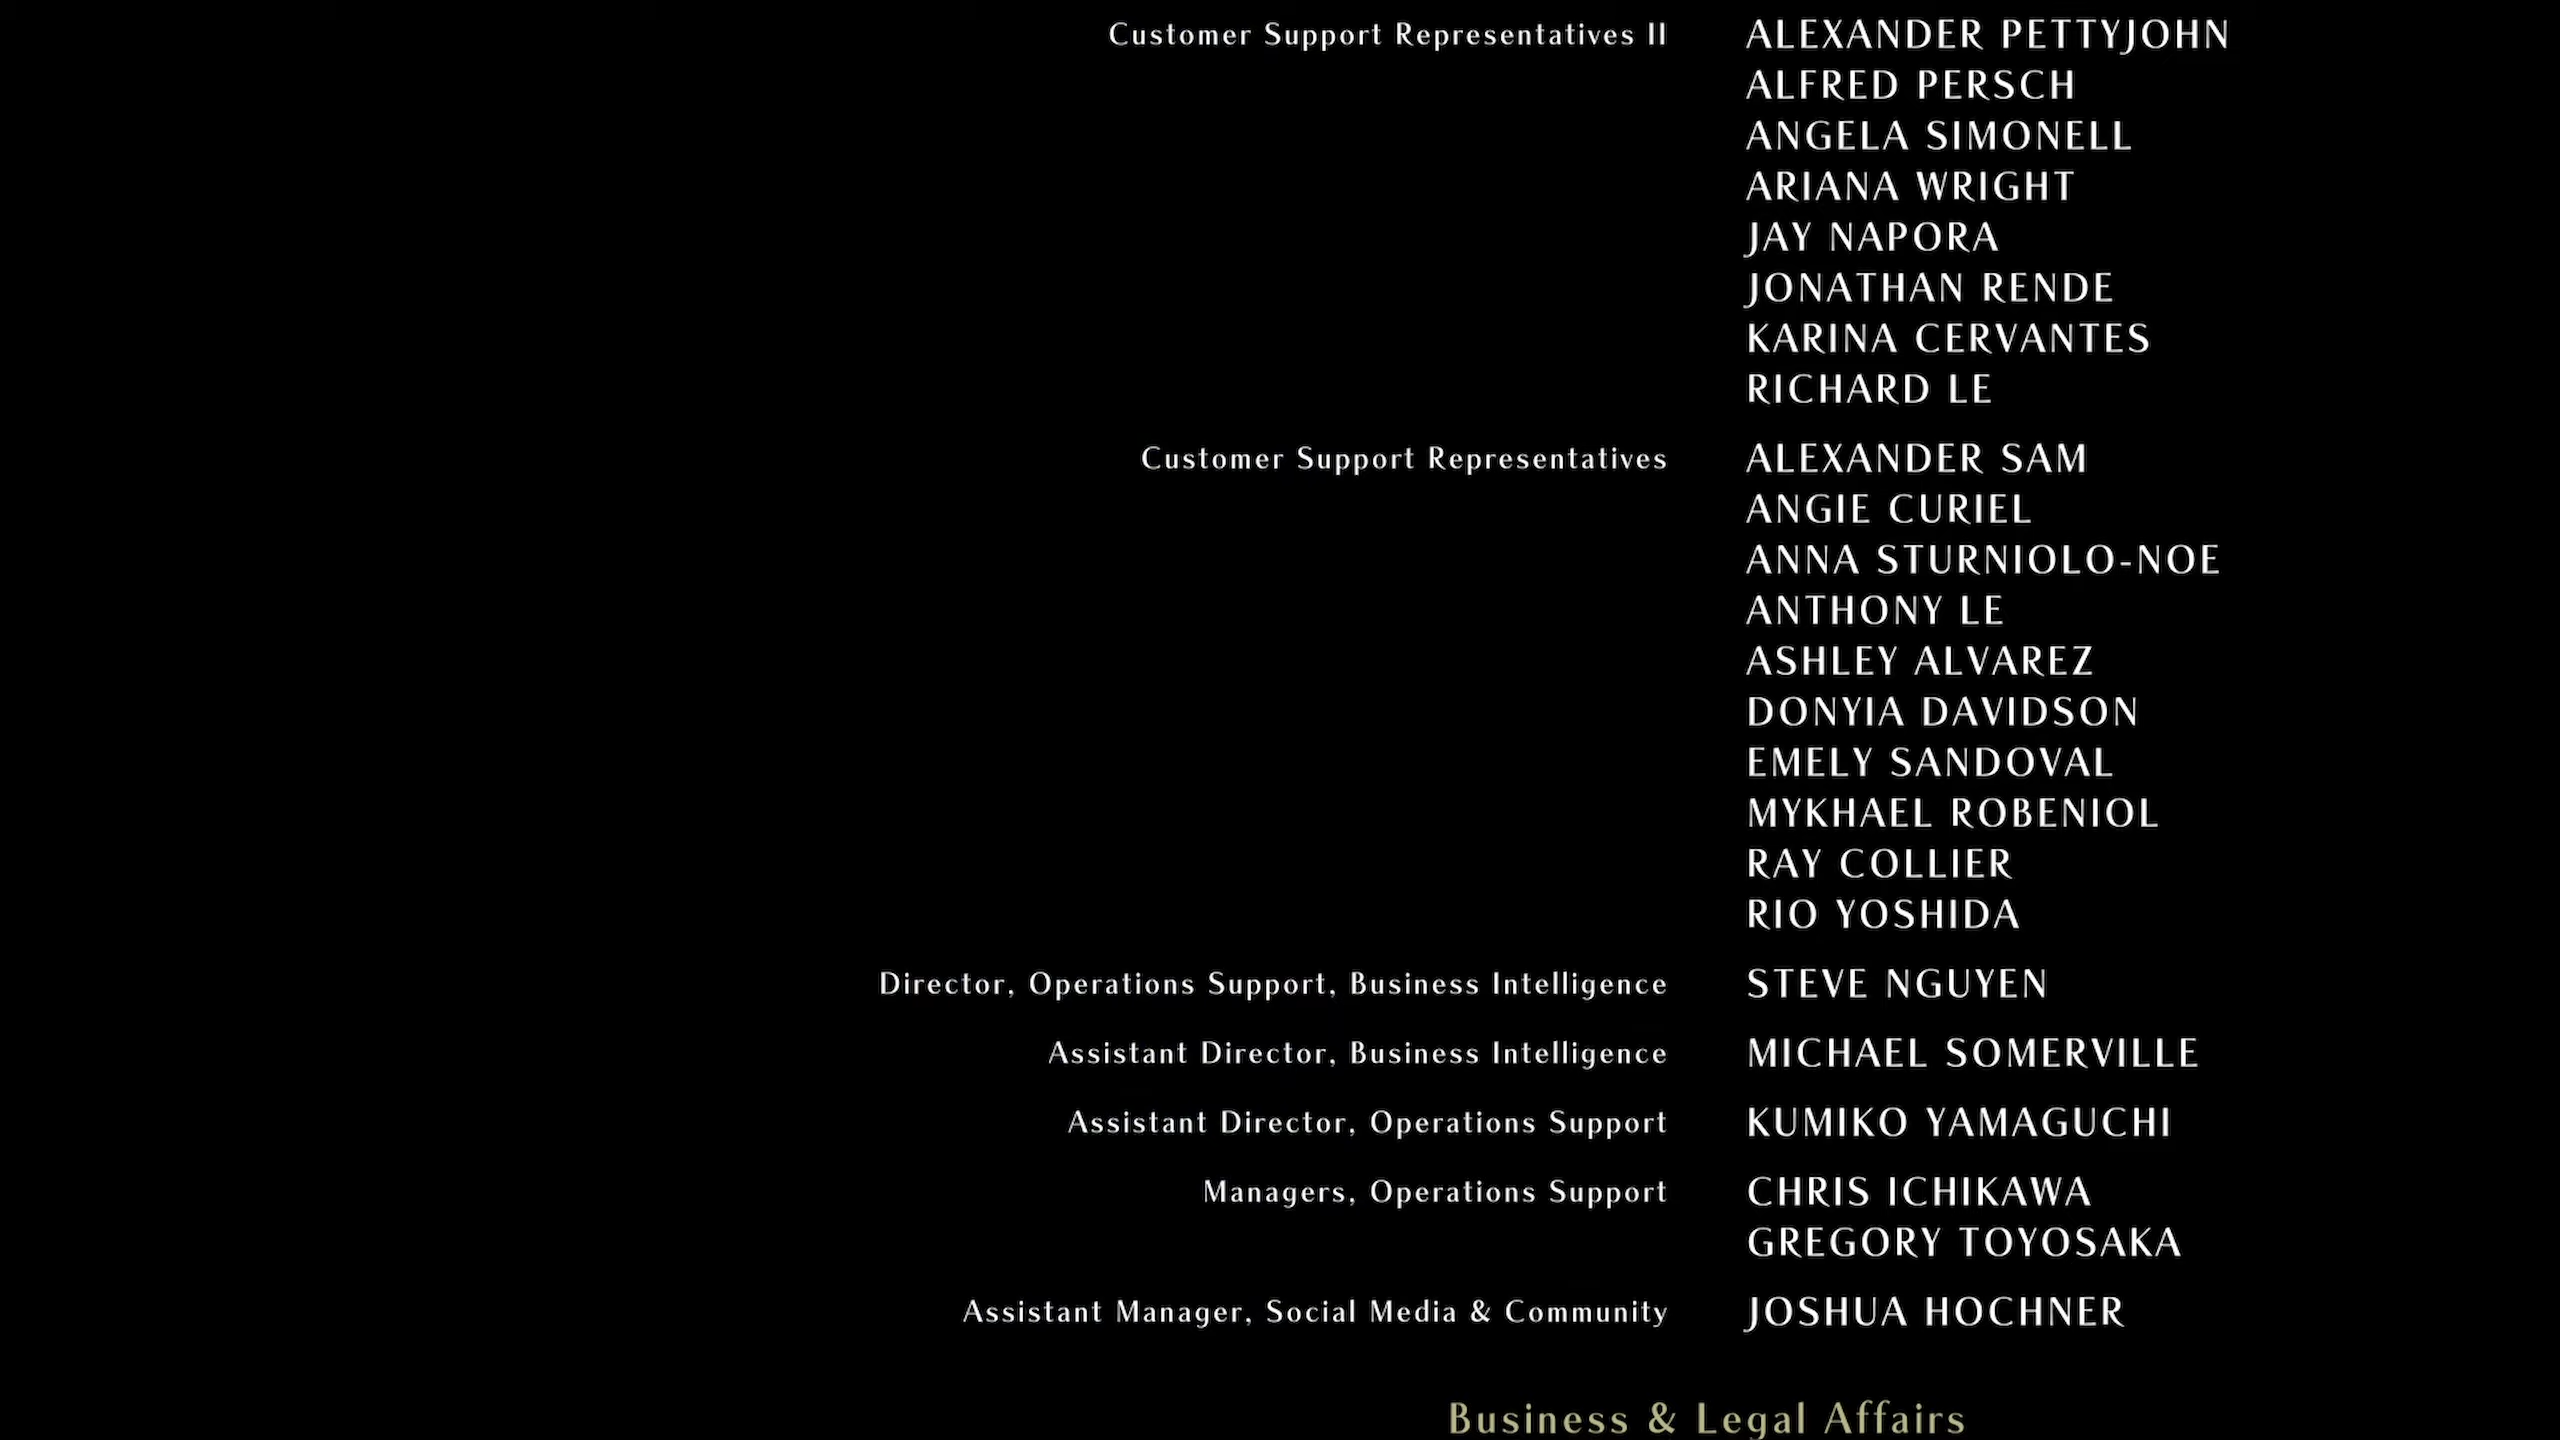 Customer Support Representatives II ALEXANDER PETTYJOHN
ALFRED PERSCH
ANGELA SIMONELL
ARIANA WRIGHT
JAY NAPORA
JONATHAN RENDE
KARINA CERVANTES
RICHARD LE
Customer Support Representatives ALEXANDER SAM
ANGIE CURIEL
ANNA STURNIOLO-NOE
ANTHONY LE
ASHLEY ALVAREZ
DONYIA DAVIDSON
EMELY SANDOVAL
MYKHAEL ROBENIOL
RAY COLLIER
RIO YOSHIDA
Director, Operations Support, Business Intelligence STEVE NGUYEN
Assistant Director, Business Intelligence MICHAEL SOMERVILLE
Assistant Director, Operations Support KUMIKO YAMAGUCHI
Managers, Operations Support CHRIS ICHIKAWA
GREGORY TOYOSAKA
Assistant Manager, Social Media & Community JOSHUA HOCHNER
Business & Legal Affairs